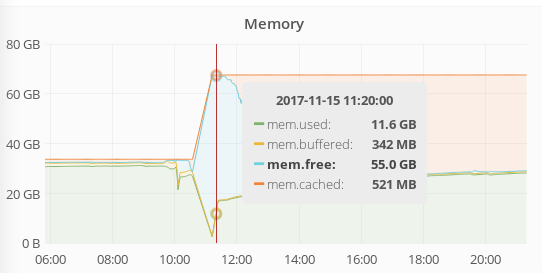 Memory
80 GB
60 GB
40 GB
20 GB
0 B
2017-11-15 11:20:00
mem.used: 11.6 GB
mem.buffered: 342 MB
mem.free: 55.0 GB
mem.cached: 521 MB
06:00 08:00 10:00 12:00 14:00 16:00 18:00 20:00